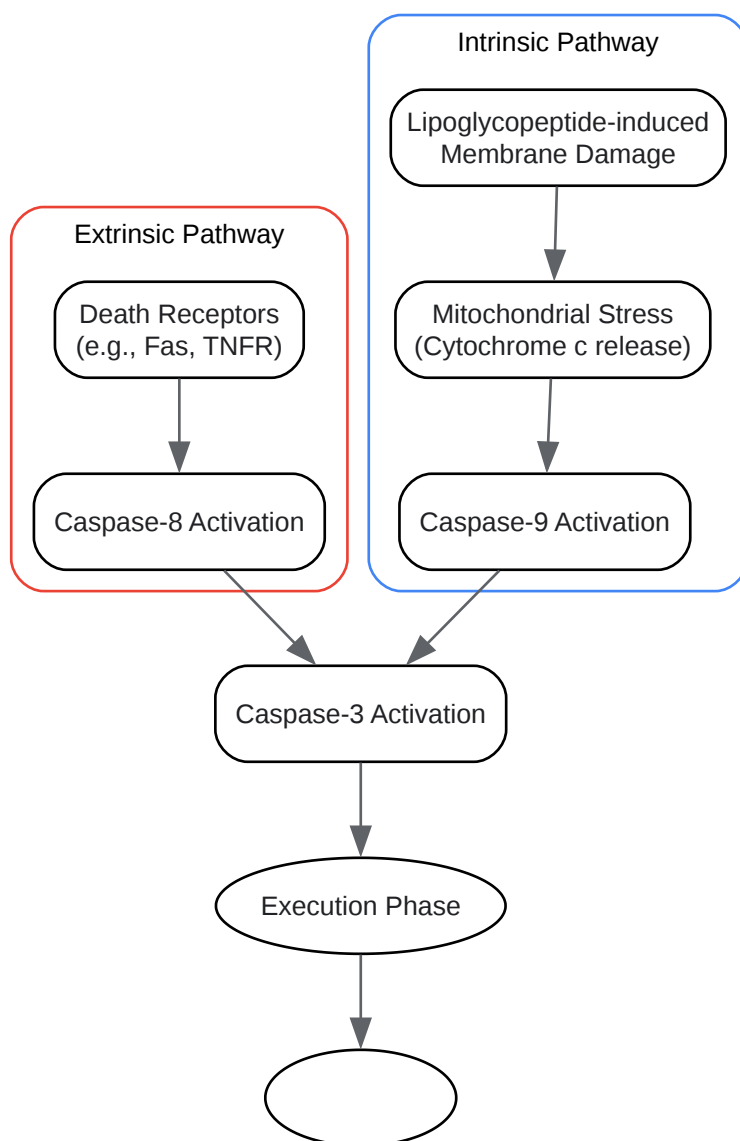 Intrinsic Pathway
Lipoglycopeptide-induced
Membrane Damage
Extrinsic Pathway
Death Receptors
(e.g., Fas, TNFR)
Mitochondrial Stress
(Cytochrome c release)
Caspase-8 Activation
Caspase-9 Activation
Caspase-3 Activation
Execution Phase